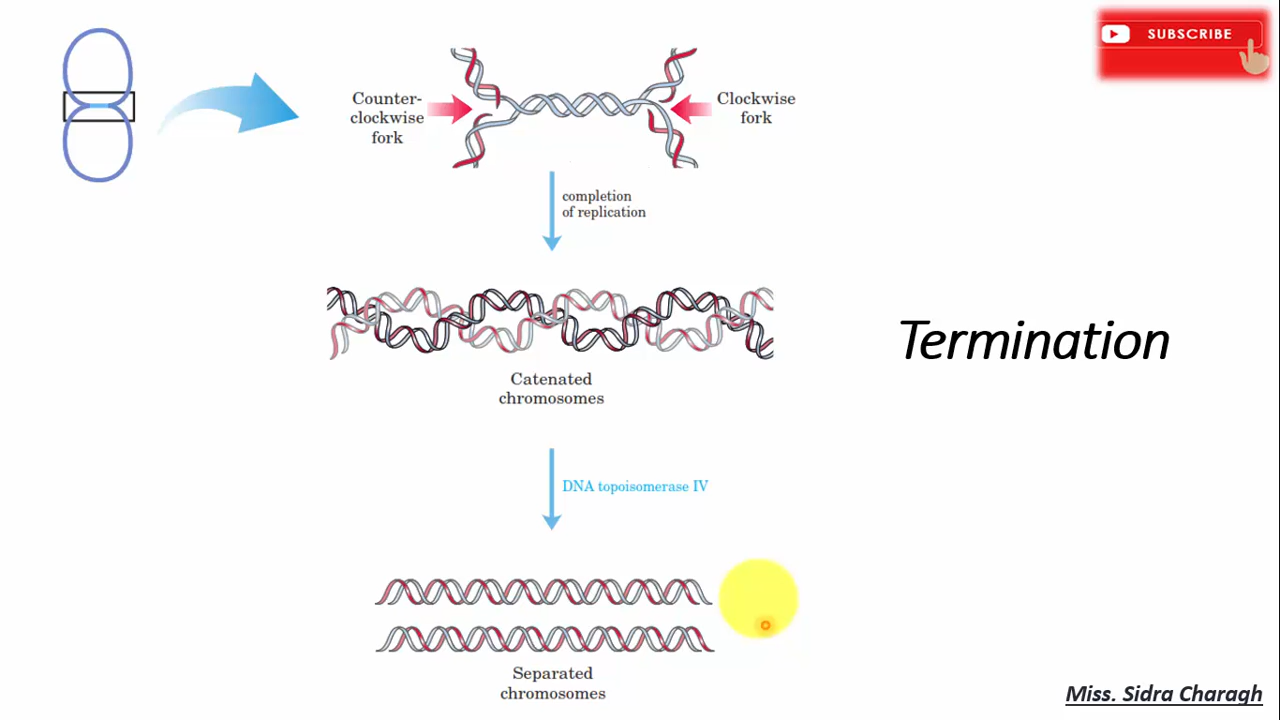 SUBSCRIBE
Counter-
clockwise
fork
Clockwise
fork
completion
of replication
Catenated
chromosomes
Termination
DNA topoisomerase IV
Separated
chromosomes
Miss. Sidra Charagh